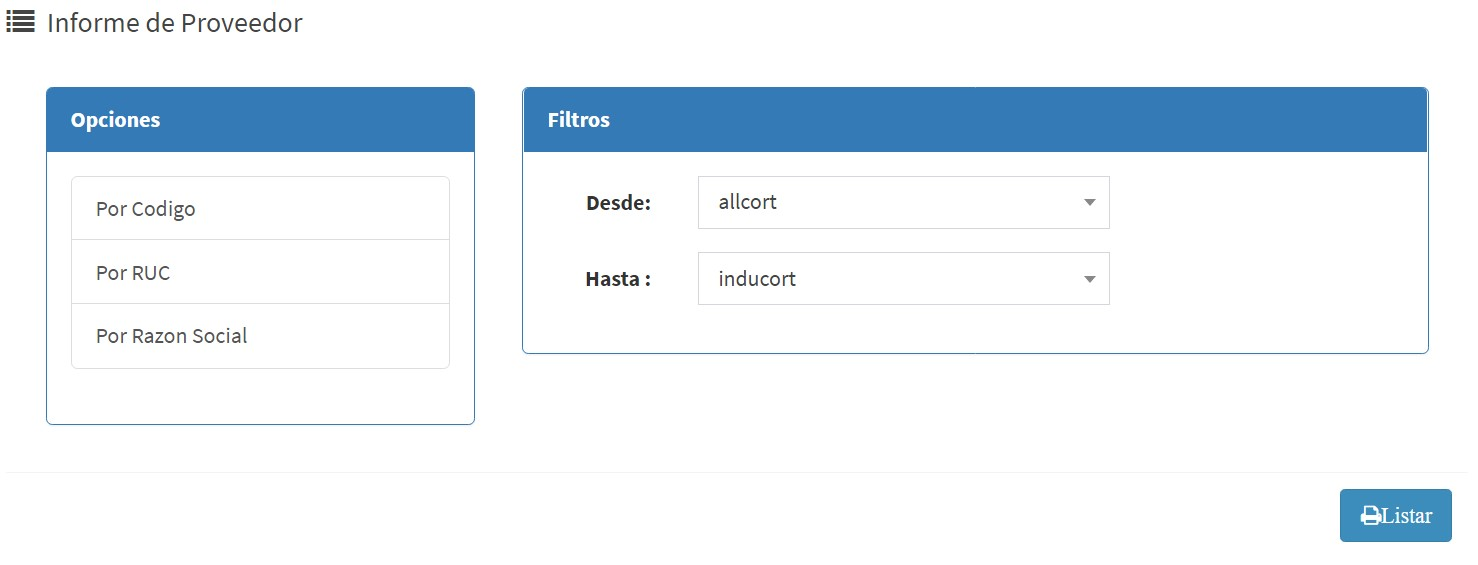 Informe de Proveedor
Opciones
Por Codigo
Por RUC
Por Razon Social
Filtros
Desde: allcort
Hasta : inducort
Listar